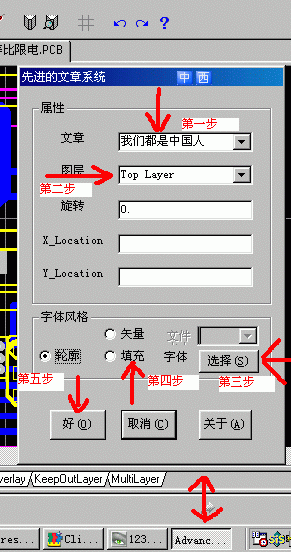 率比限电.PCB
先进的文章系统 中 西
属性
第一步
文章 我们都是中国人
图层 Top Layer
第二步
旋转 0.
X_Location
Y_Location
字体风格
矢量 文件
轮廓 填充 字体 选择(S)
第五步 第四步 第三步
好(O) 取消(C) 关于(A)
verlay KeepOutLayer MultiLayer
res... Cli... 123... Advanc...